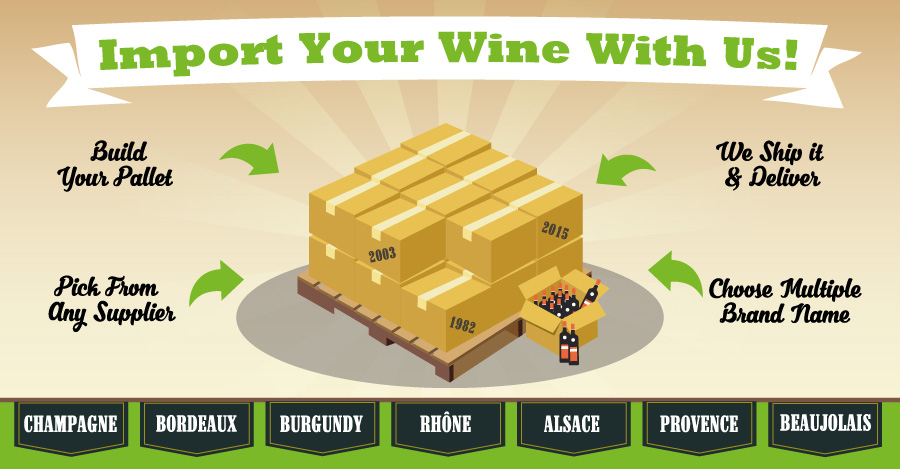 Import Your Wine With Us!
Build
Your Pallet
We Ship it
& Deliver
Pick From
Any Supplier
Choose Multiple
Brand Name
2003
2015
1982
CHAMPAGNE
BORDEAUX
BURGUNDY
RHÔNE
ALSACE
PROVENCE
BEAUJOLAIS